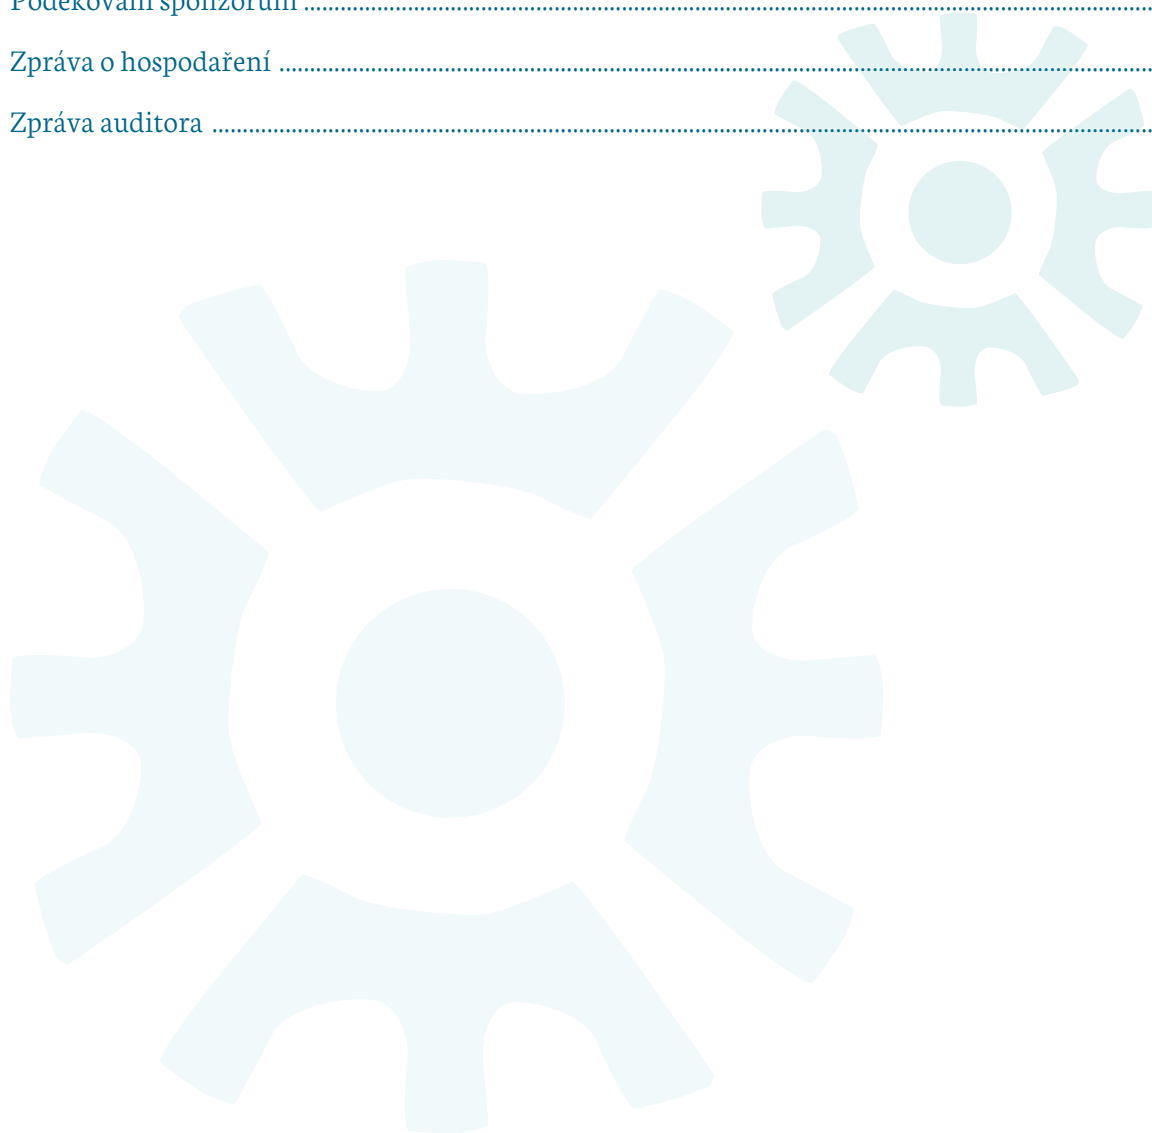 Poděkování sponzorům ........................................................................................................................
Zpráva o hospodaření ........................................................................................................................
Zpráva auditora ........................................................................................................................